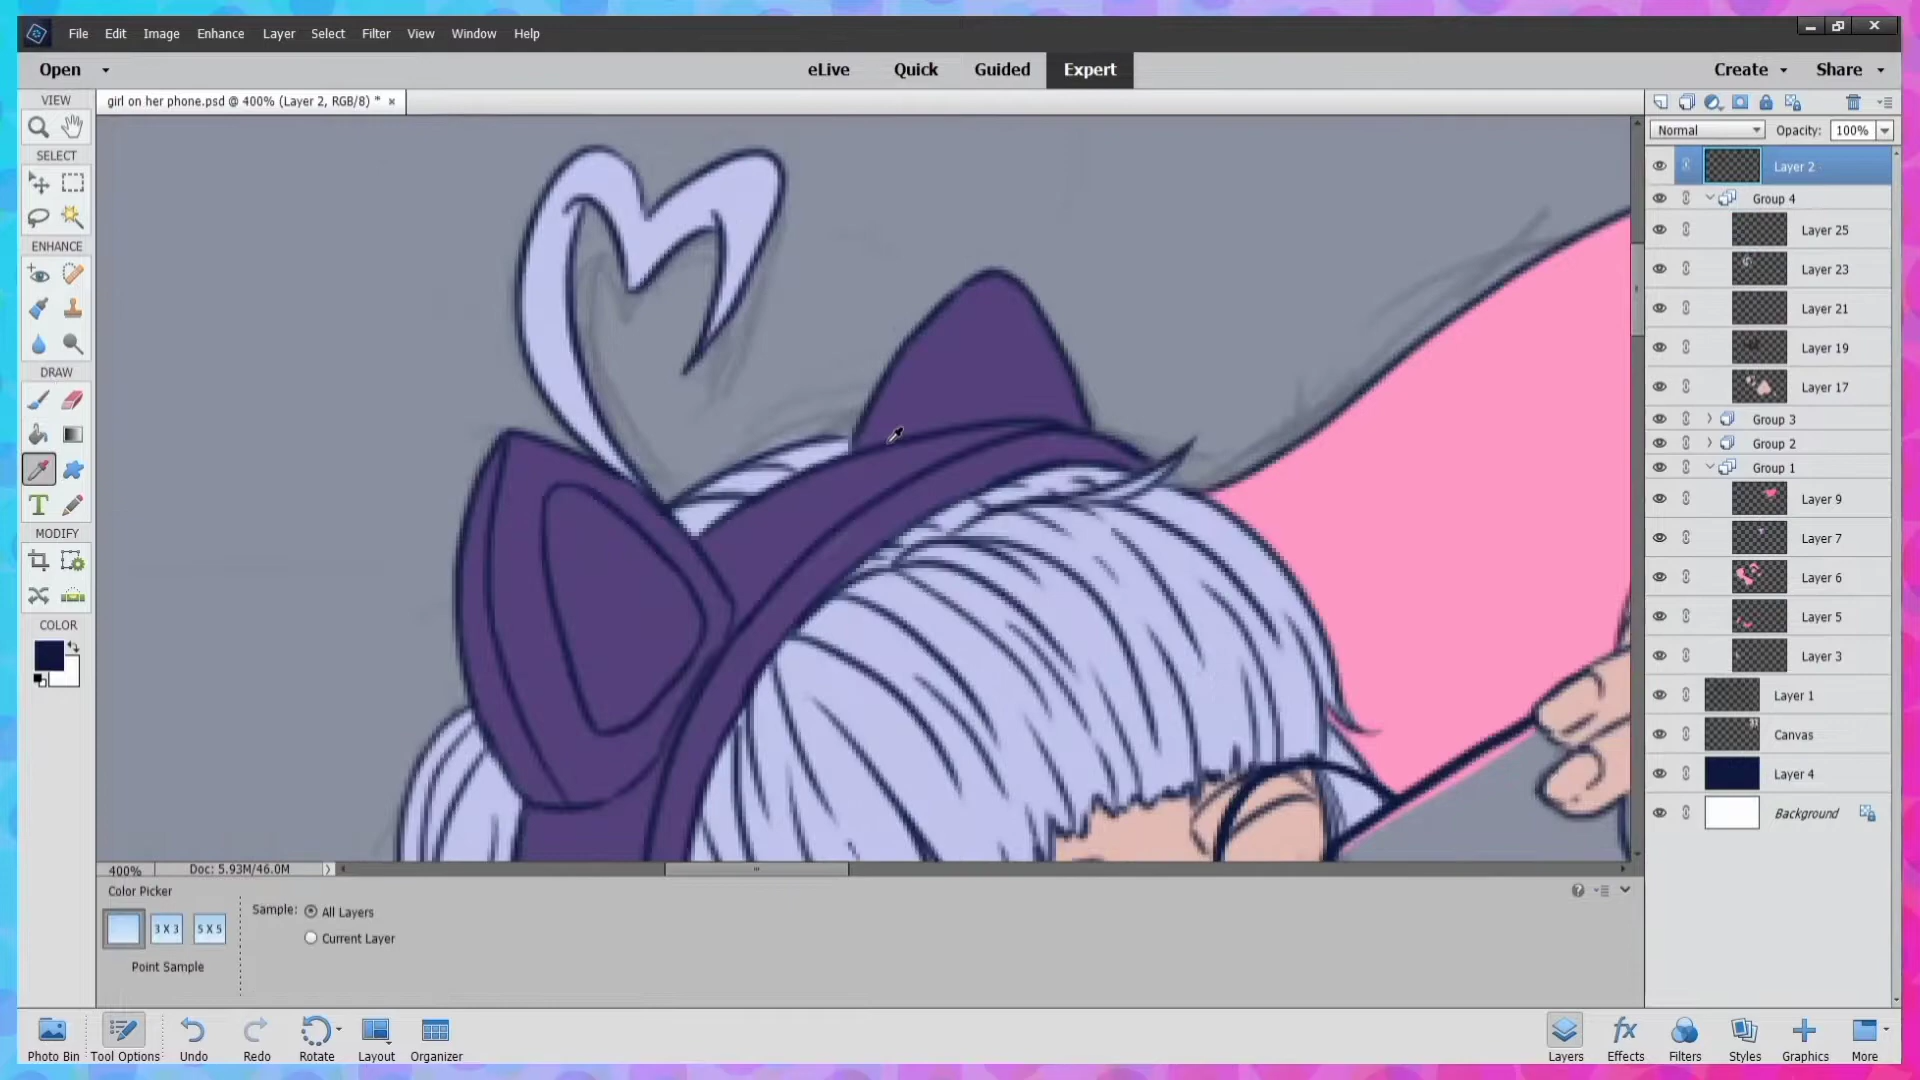 File Edit Image Enhance Layer Select Filter View Window Help
Open eLive Quick Guided Expert Create Share
VIEW
girl on her phone.psd @ 400% (Layer 2, RGB/8) * ×
Normal Opacity: 100%
SELECT
Layer 2
Group 4
Layer 25
ENHANCE
Layer 23
Layer 21
Layer 19
DRAW
Layer 17
Group 3
Group 2
Group 1
Layer 9
T
MODIFY
Layer 7
Layer 6
COLOR
Layer 5
Layer 3
Layer 1
Canvas
Layer 4
Background
400% Doc: 5.93M/46.0M
Color Picker
3 X 3 5 X 5
Point Sample
Sample: All Layers
Current Layer
Photo Bin Tool Options Undo Redo Rotate Layout Organizer Layers Effects Filters Styles Graphics More